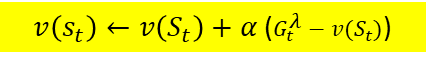 v(s_t) ← v(S_t) + α (G_t^λ − v(S_t))